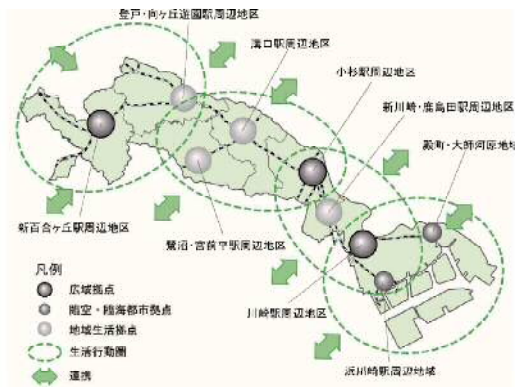 登戸・向ヶ丘遊園駅周辺地区
溝口駅周辺地区
小杉駅周辺地区
新川崎・鹿島田駅周辺地区
殿町・大師河原地域
新百合ヶ丘駅周辺地区
鷺沼・宮前平駅周辺地区
川崎駅周辺地区
浜川崎駅周辺地域
凡例
広域拠点
臨空・臨海都市拠点
地域生活拠点
生活行動圏
連携